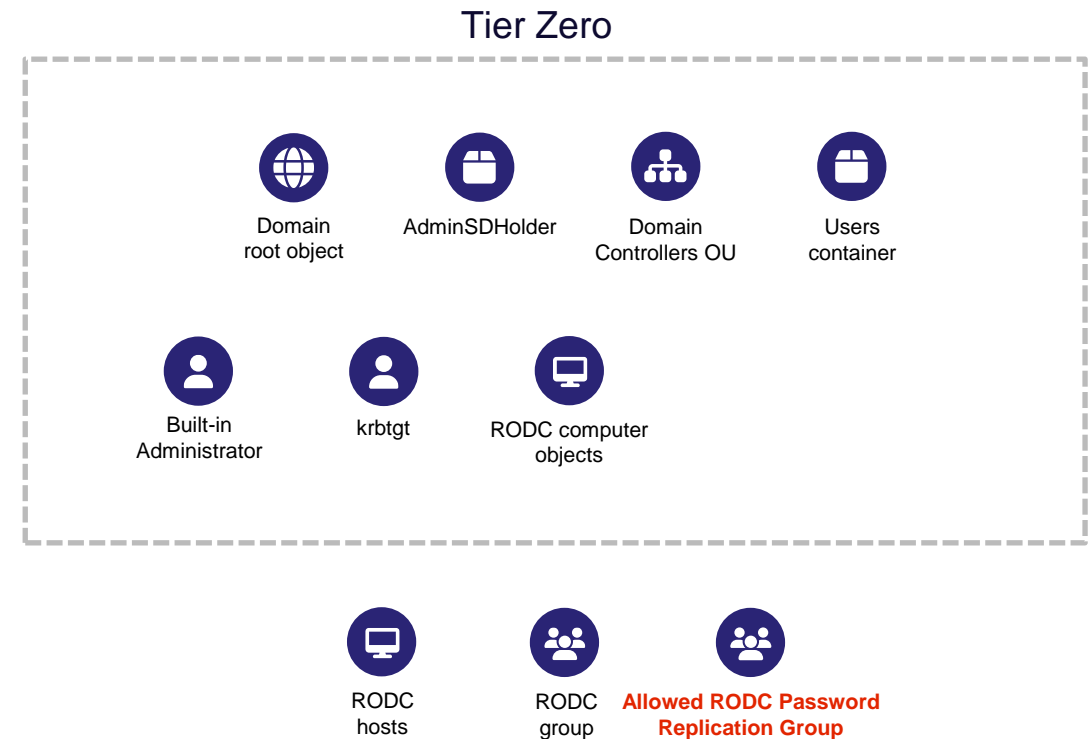 Tier Zero
Domain
root object
AdminSDHolder
Domain
Controllers OU
Users
container
Built-in
Administrator
krbtgt
RODC computer
objects
RODC
hosts
RODC
group
Allowed RODC Password
Replication Group